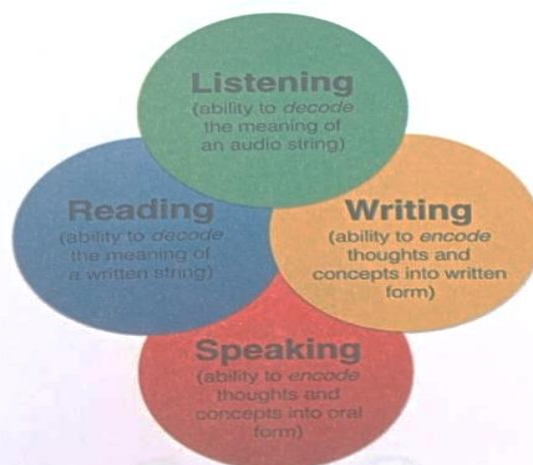 Listening
(ability to decode
the meaning of
an audio string)
Reading
(ability to decode
the meaning of
a written string)
Writing
(ability to encode
thoughts and
concepts into written
form)
Speaking
(ability to encode
thoughts and
concepts into oral
form)